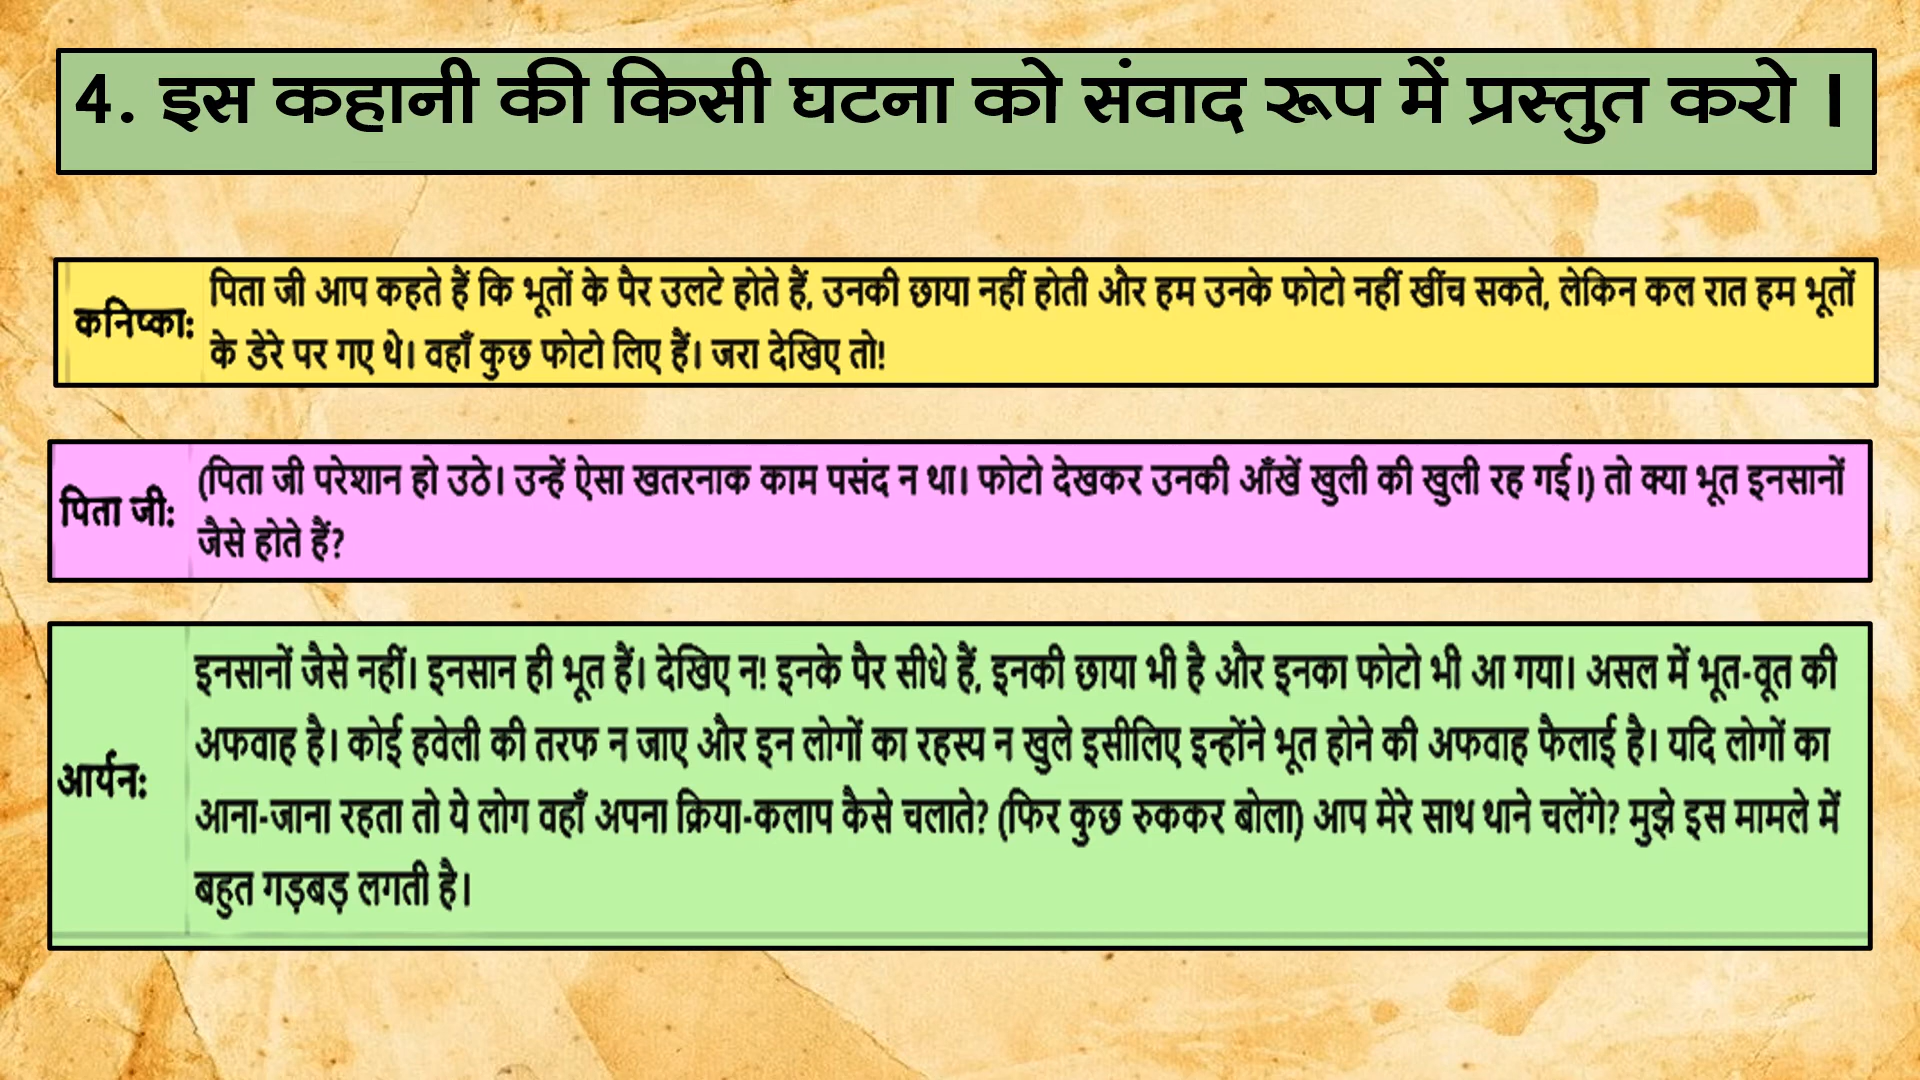 4. इस कहानी की किसी घटना को संवाद रूप में प्रस्तुत करो ।
कनिष्का: पिता जी आप कहते हैं कि भूतों के पैर उलटे होते हैं, उनकी छाया नहीं होती और हम उनके फोटो नहीं खींच सकते, लेकिन कल रात हम भूतों
के डेरे पर गए थे। वहाँ कुछ फोटो लिए हैं। जरा देखिए तो!
पिता जी: (पिता जी परेशान हो उठे। उन्हें ऐसा खतरनाक काम पसंद न था। फोटो देखकर उनकी आँखें खुली की खुली रह गई।) तो क्या भूत इनसानों
जैसे होते हैं?
इनसानों जैसे नहीं। इनसान ही भूत हैं। देखिए न! इनके पैर सीधे हैं, इनकी छाया भी है और इनका फोटो भी आ गया। असल में भूत-वूत की
अफवाह है। कोई हवेली की तरफ न जाए और इन लोगों का रहस्य न खुले इसीलिए इन्होंने भूत होने की अफवाह फैलाई है। यदि लोगों का
आर्यन: आना-जाना रहता तो ये लोग वहाँ अपना क्रिया-कलाप कैसे चलाते? (फिर कुछ रुककर बोला) आप मेरे साथ थाने चलेंगे? मुझे इस मामले में
बहुत गड़बड़ लगती है।